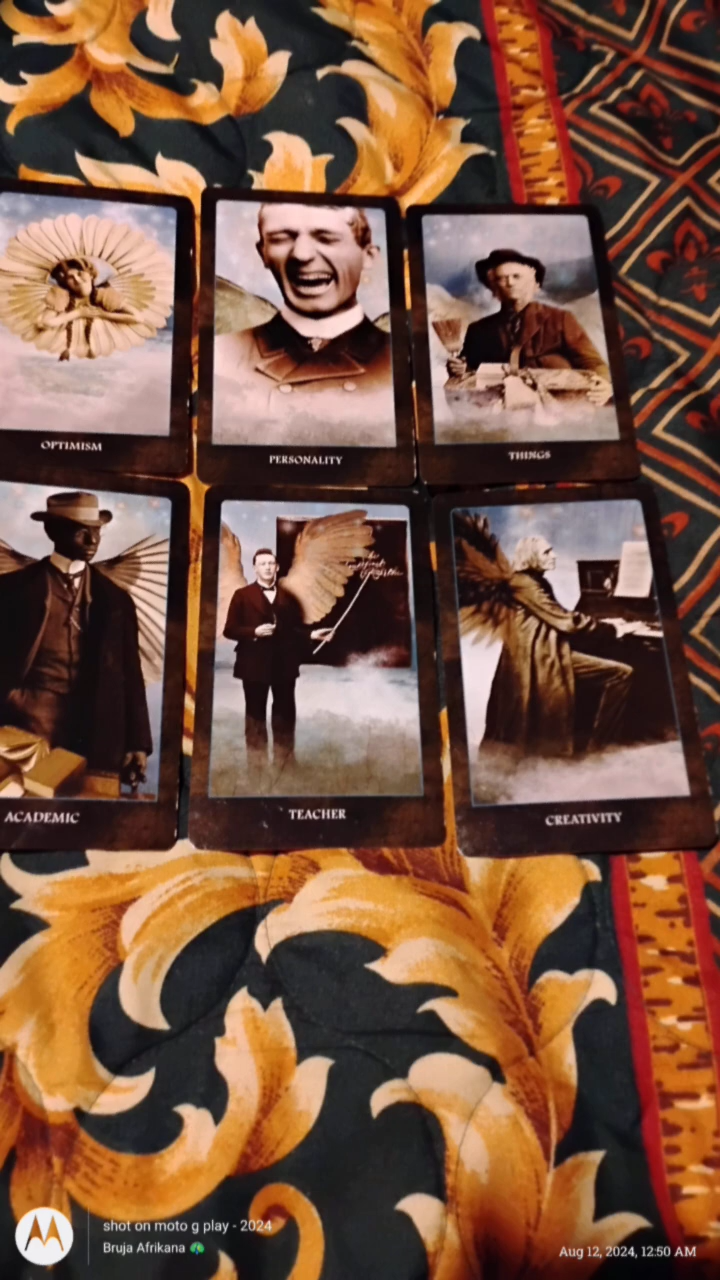 OPTIMISM
PERSONALITY
THINGS
ACADEMIC
TEACHER
CREATIVITY
shot on moto g play - 2024
Bruja Afrikana
Aug 12, 2024, 12:50 AM